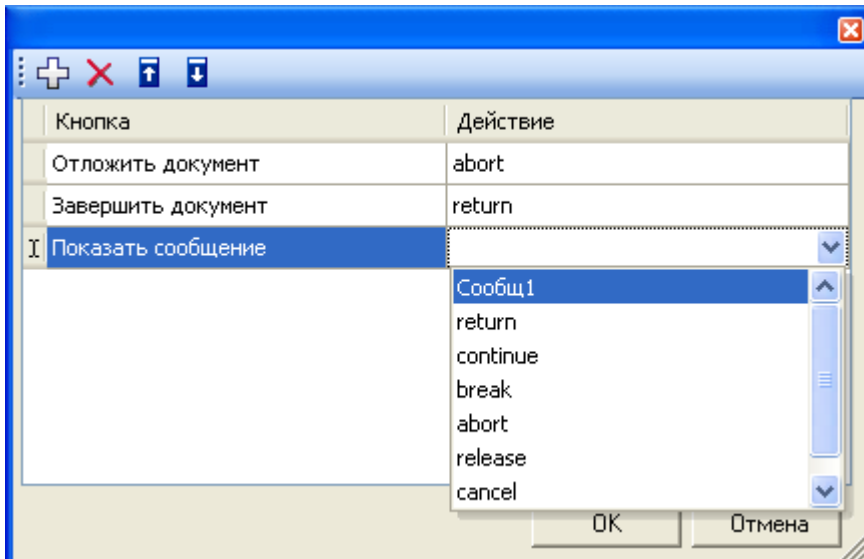 Кнопка Действие
Отложить документ abort
Завершить документ return
Показать сообщение
Сообщ1
return
continue
break
abort
release
cancel
OK Отмена